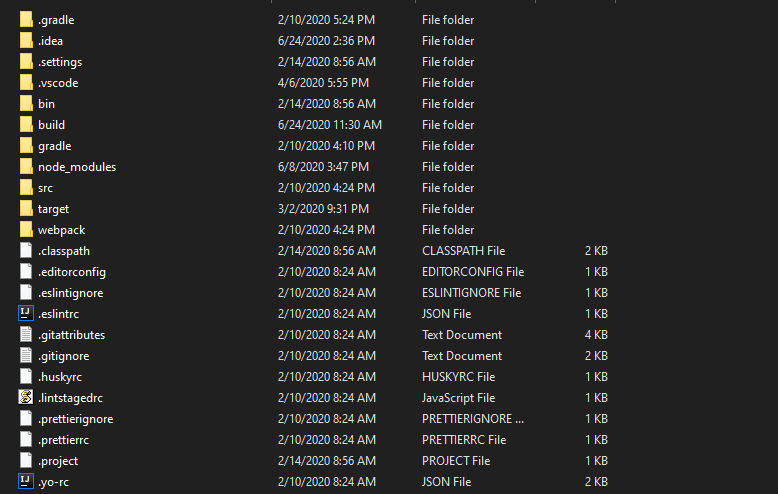 .gradle 2/10/2020 5:24 PM File folder
.idea 6/24/2020 2:36 PM File folder
.settings 2/14/2020 8:56 AM File folder
.vscode 4/6/2020 5:55 PM File folder
bin 2/14/2020 8:56 AM File folder
build 6/24/2020 11:30 AM File folder
gradle 2/10/2020 4:10 PM File folder
node_modules 6/8/2020 3:47 PM File folder
src 2/10/2020 4:24 PM File folder
target 3/2/2020 9:31 PM File folder
webpack 2/10/2020 4:24 PM File folder
.classpath 2/14/2020 8:56 AM CLASSPATH File 2 KB
.editorconfig 2/10/2020 8:24 AM EDITORCONFIG File 1 KB
.eslintignore 2/10/2020 8:24 AM ESLINTIGNORE File 1 KB
IJ .eslintrc 2/10/2020 8:24 AM JSON File 1 KB
.gitattributes 2/10/2020 8:24 AM Text Document 4 KB
.gitignore 2/10/2020 8:24 AM Text Document 2 KB
.huskyrc 2/10/2020 8:24 AM HUSKYRC File 1 KB
.lintstagedrc 2/10/2020 8:24 AM JavaScript File 1 KB
.prettierignore 2/10/2020 8:24 AM PRETTIERIGNORE ... 1 KB
.prettierrc 2/10/2020 8:24 AM PRETTIERRC File 1 KB
.project 2/14/2020 8:56 AM PROJECT File 1 KB
IJ .yo-rc 2/10/2020 8:24 AM JSON File 2 KB